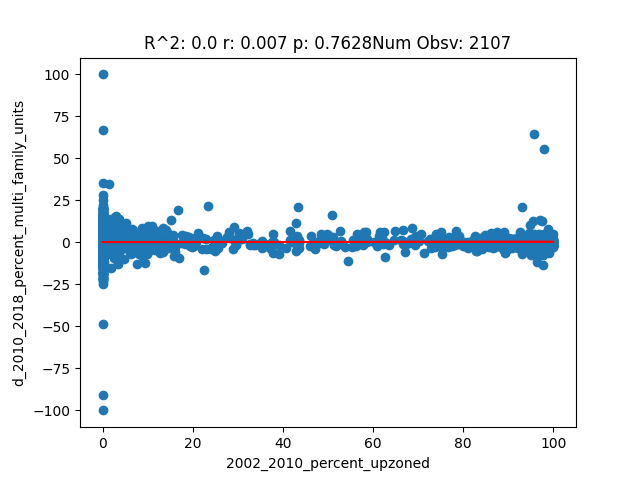 R^2: 0.0 r: 0.007 p: 0.7628Num Obsv: 2107
d_2010_2018_percent_multi_family_units
100
75
50
25
0
−25
−50
−75
−100
0 20 40 60 80 100
2002_2010_percent_upzoned